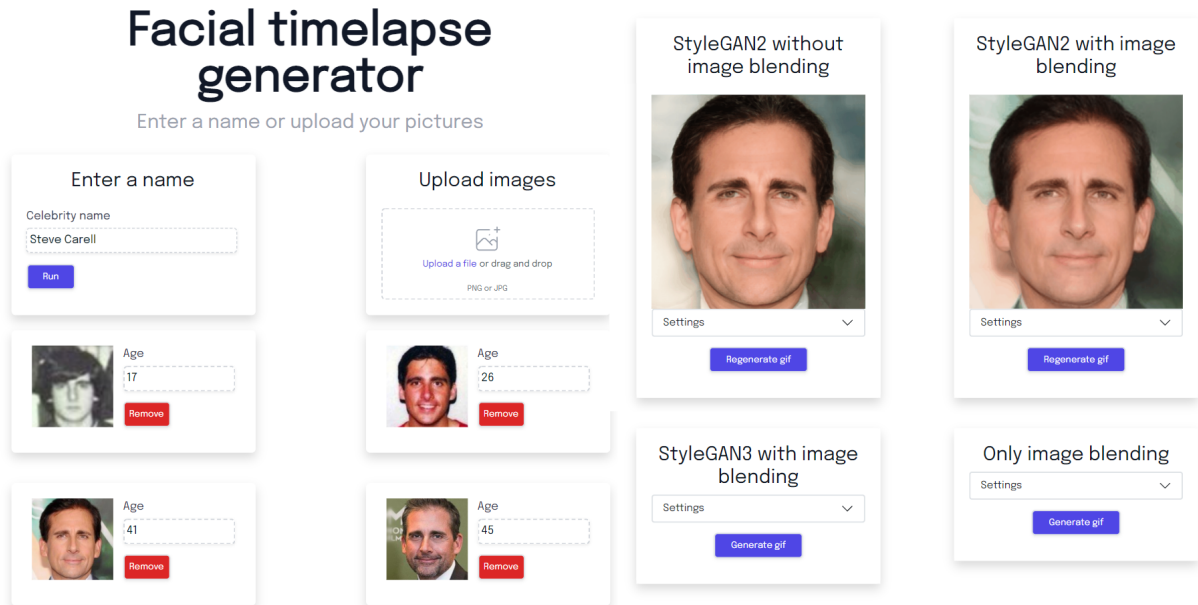 Facial timelapse
generator
Enter a name or upload your pictures
Enter a name
Celebrity name
Steve Carell
Run
Upload images
Upload a file or drag and drop
PNG or JPG
Age
17
Remove
Age
26
Remove
Age
41
Remove
Age
45
Remove
StyleGAN2 without
image blending
Settings
Regenerate gif
StyleGAN2 with image
blending
Settings
Regenerate gif
StyleGAN3 with image
blending
Settings
Generate gif
Only image blending
Settings
Generate gif